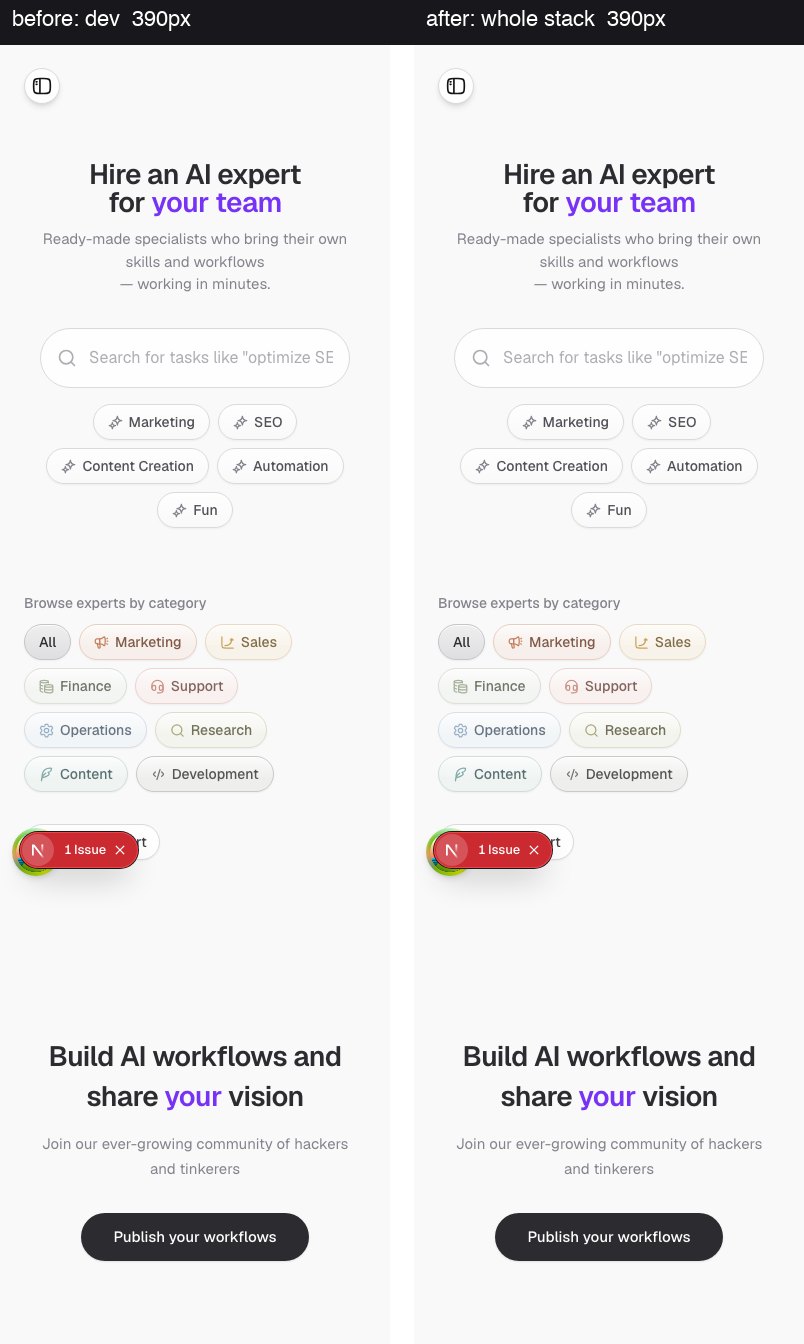 before: dev 390px
Hire an AI expert
for your team
Ready-made specialists who bring their own
skills and workflows
— working in minutes.
Search for tasks like "optimize SE
Marketing
SEO
Content Creation
Automation
Fun
Browse experts by category
All
Marketing
Sales
Finance
Support
Operations
Research
Content
Development
N
1 Issue
rt
Build AI workflows and
share your vision
Join our ever-growing community of hackers
and tinkerers
Publish your workflows
after: whole stack 390px
Hire an AI expert
for your team
Ready-made specialists who bring their own
skills and workflows
— working in minutes.
Search for tasks like "optimize SE
Marketing
SEO
Content Creation
Automation
Fun
Browse experts by category
All
Marketing
Sales
Finance
Support
Operations
Research
Content
Development
N
1 Issue
rt
Build AI workflows and
share your vision
Join our ever-growing community of hackers
and tinkerers
Publish your workflows